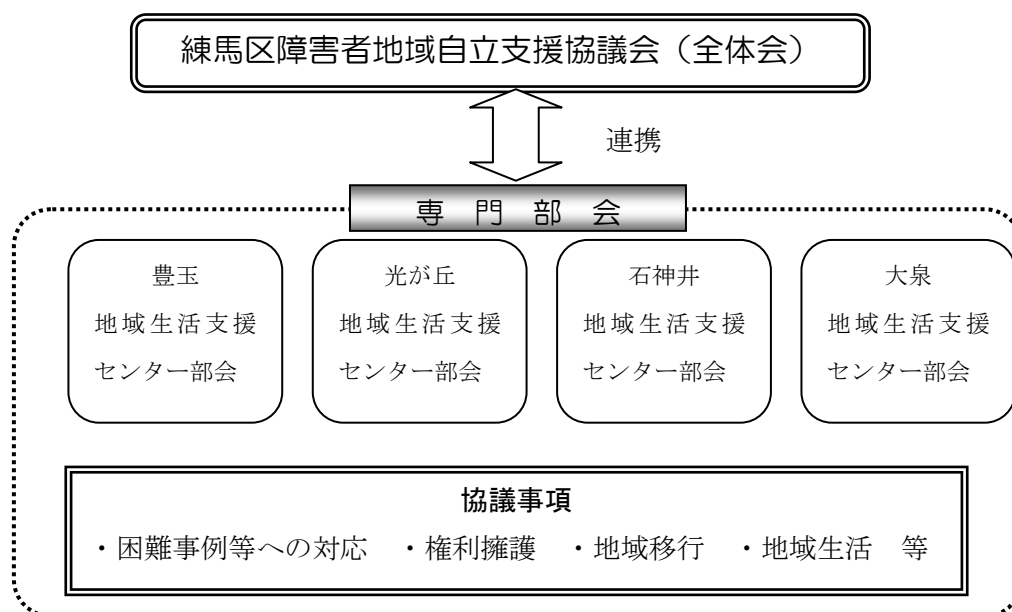 練馬区障害者地域自立支援協議会（全体会）
連携
専　門　部　会
豊玉
地域生活支援
センター部会
光が丘
地域生活支援
センター部会
石神井
地域生活支援
センター部会
大泉
地域生活支援
センター部会
協議事項
・困難事例等への対応　・権利擁護　・地域移行　・地域生活　等